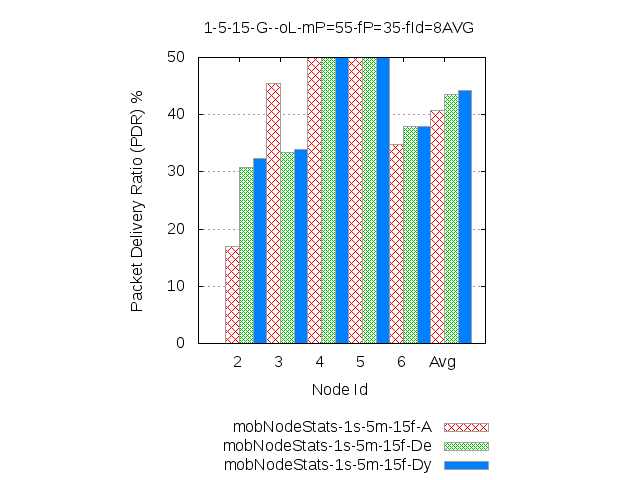 1-5-15-G--oL-mP=55-fP=35-fId=8AVG
Packet Delivery Ratio (PDR) %
50
40
30
20
10
0
2 3 4 5 6 Avg
Node Id
mobNodeStats-1s-5m-15f-A
mobNodeStats-1s-5m-15f-De
mobNodeStats-1s-5m-15f-Dy